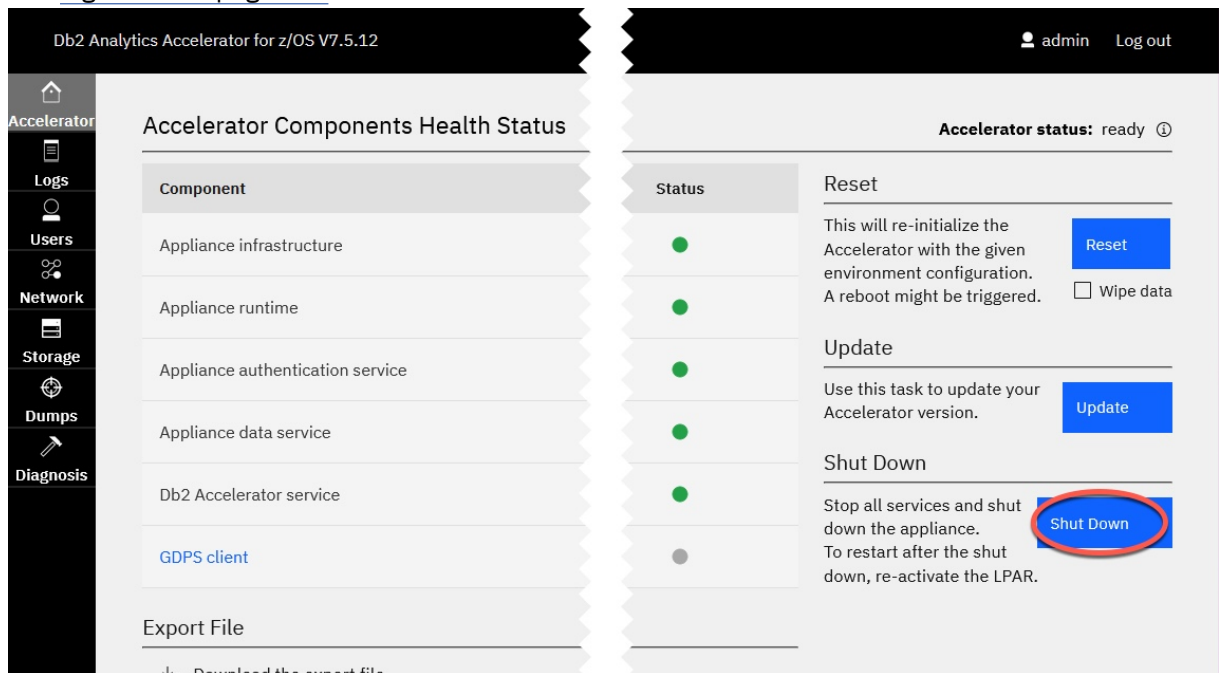 Db2 Analytics Accelerator for z/OS V7.5.12
admin Log out
Accelerator
Logs
Users
Network
Storage
Dumps
Diagnosis
Accelerator Components Health Status
Accelerator status: ready
Component Status
Appliance infrastructure
Appliance runtime
Appliance authentication service
Appliance data service
Db2 Accelerator service
GDPS client
Export File
Download the export file
Reset
This will re-initialize the
Accelerator with the given
environment configuration.
A reboot might be triggered.
Reset
Wipe data
Update
Use this task to update your
Accelerator version.
Update
Shut Down
Stop all services and shut
down the appliance.
To restart after the shut
down, re-activate the LPAR.
Shut Down